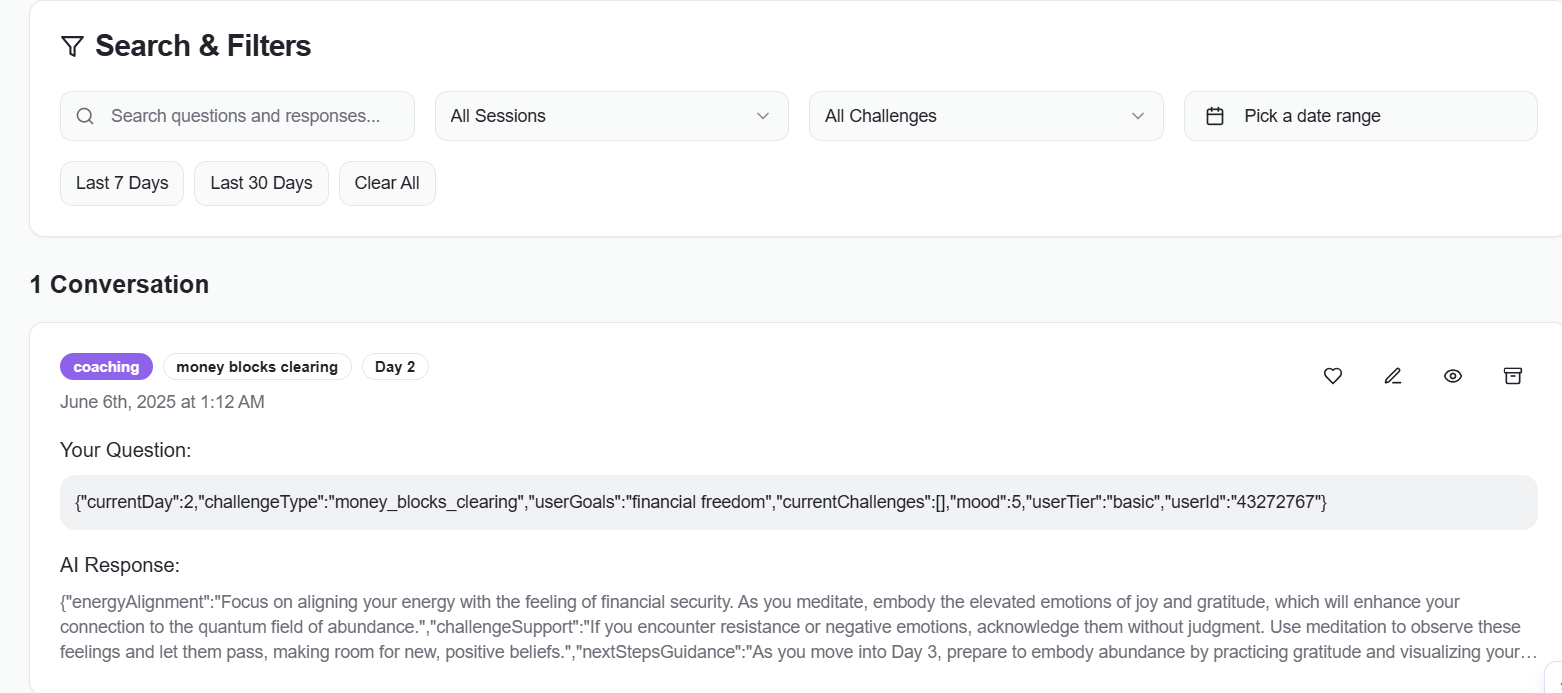 Search & Filters
Search questions and responses...
All Sessions
All Challenges
Pick a date range
Last 7 Days
Last 30 Days
Clear All
1 Conversation
coaching
money blocks clearing
Day 2
June 6th, 2025 at 1:12 AM
Your Question:
{"currentDay":2,"challengeType":"money_blocks_clearing","userGoals":"financial freedom","currentChallenges":[],"mood":5,"userTier":"basic","userId":"43272767"}
AI Response:
{"energyAlignment":"Focus on aligning your energy with the feeling of financial security. As you meditate, embody the elevated emotions of joy and gratitude, which will enhance your
connection to the quantum field of abundance.","challengeSupport":"If you encounter resistance or negative emotions, acknowledge them without judgment. Use meditation to observe these
feelings and let them pass, making room for new, positive beliefs.","nextStepsGuidance":"As you move into Day 3, prepare to embody abundance by practicing gratitude and visualizing your…